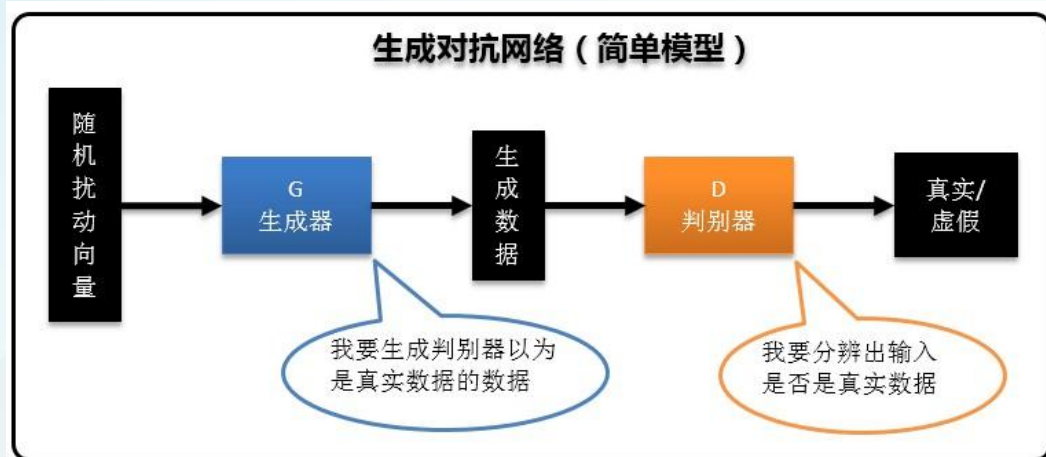 生成对抗网络（简单模型）
随机扰动向量
G
生成器
生成数据
D
判别器
真实/
虚假
我要生成判别器以为
是真实数据的数据
我要分辨出输入
是否是真实数据